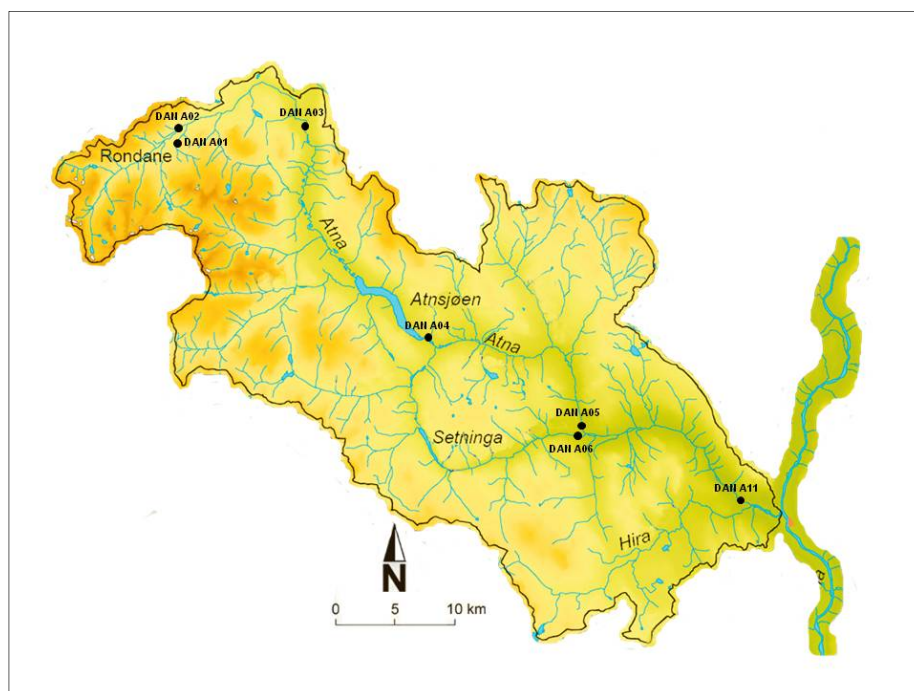 DAN A02
DAN A03
DAN A01
Rondane
Atna
Atnsjøen
DAN A04
Atna
DAN A05
Setninga
DAN A06
DAN A11
Hira
N
0 5 10 km